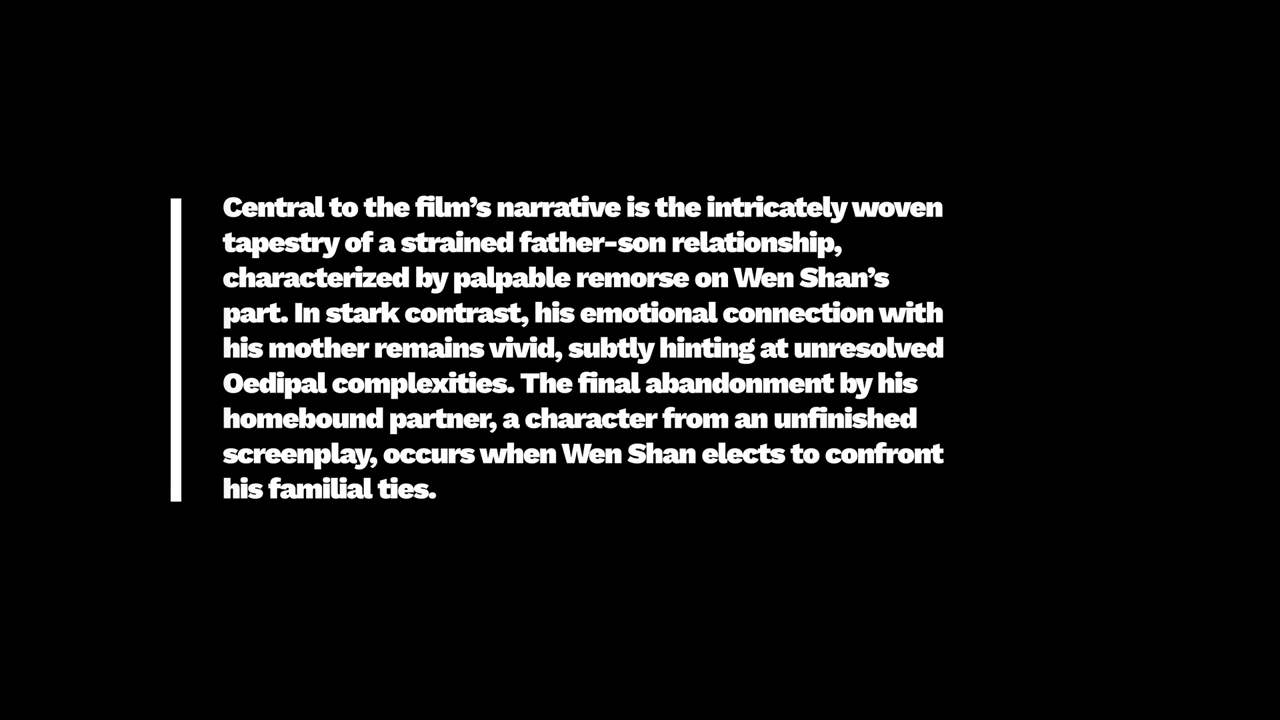 Central to the film’s narrative is the intricately woven
tapestry of a strained father-son relationship,
characterized by palpable remorse on Wen Shan’s
part. In stark contrast, his emotional connection with
his mother remains vivid, subtly hinting at unresolved
Oedipal complexities. The final abandonment by his
homebound partner, a character from an unfinished
screenplay, occurs when Wen Shan elects to confront
his familial ties.